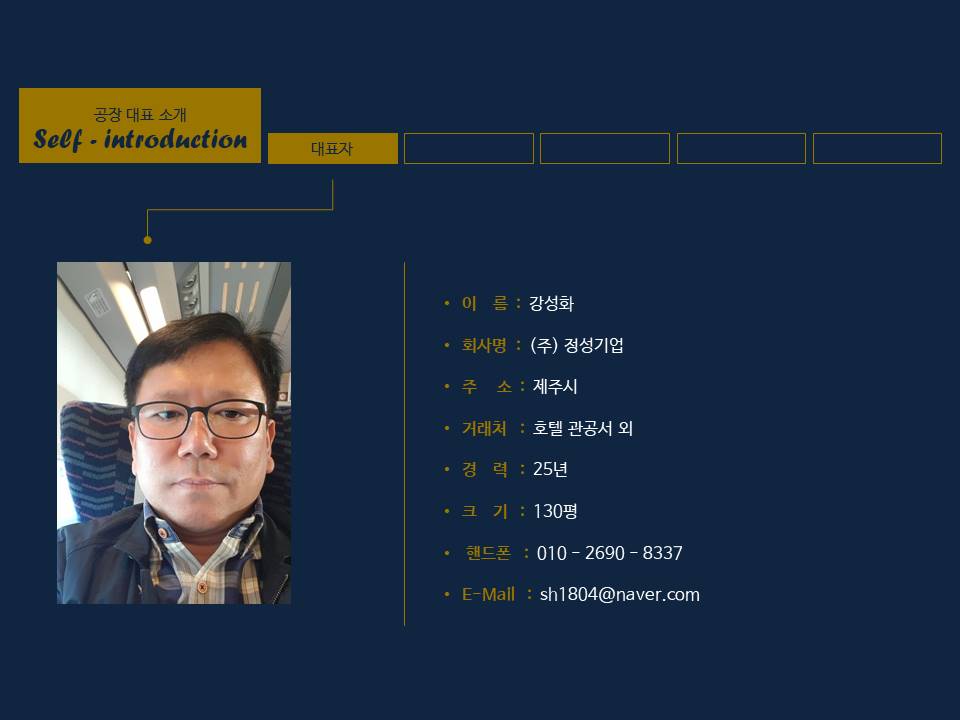 공장 대표 소개
Self - introduction
대표자
• 이 름 : 강성화
• 회사명 : (주) 정성기업
• 주 소 : 제주시
• 거래처 : 호텔 관공서 외
• 경 력 : 25년
• 크 기 : 130평
• 핸드폰 : 010 - 2690 - 8337
• E-Mail : sh1804@naver.com